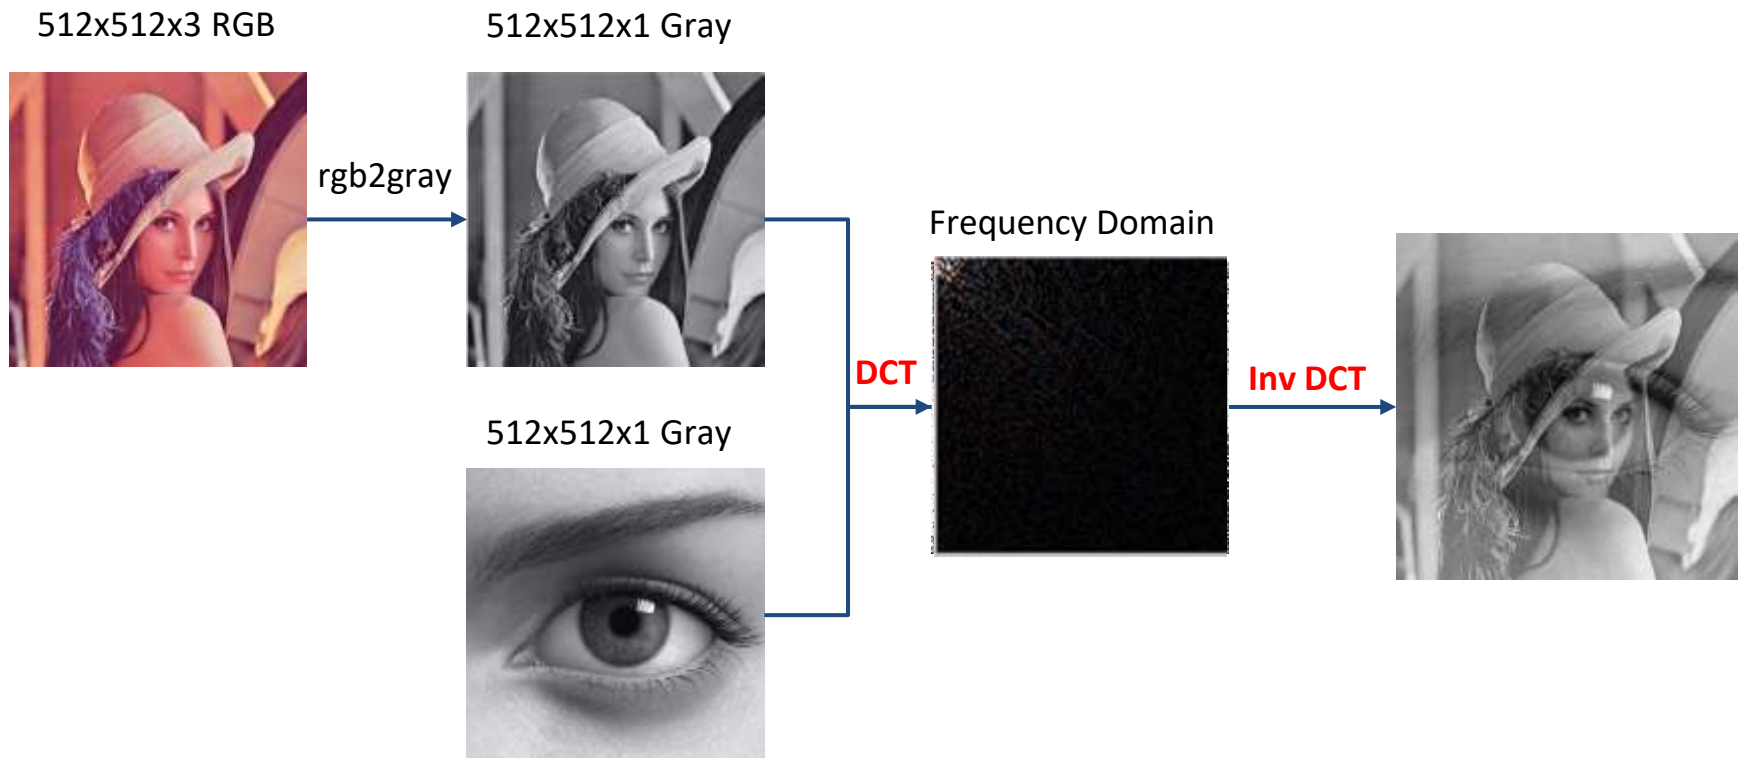 512x512x3 RGB
512x512x1 Gray
rgb2gray
Frequency Domain
DCT
Inv DCT
512x512x1 Gray